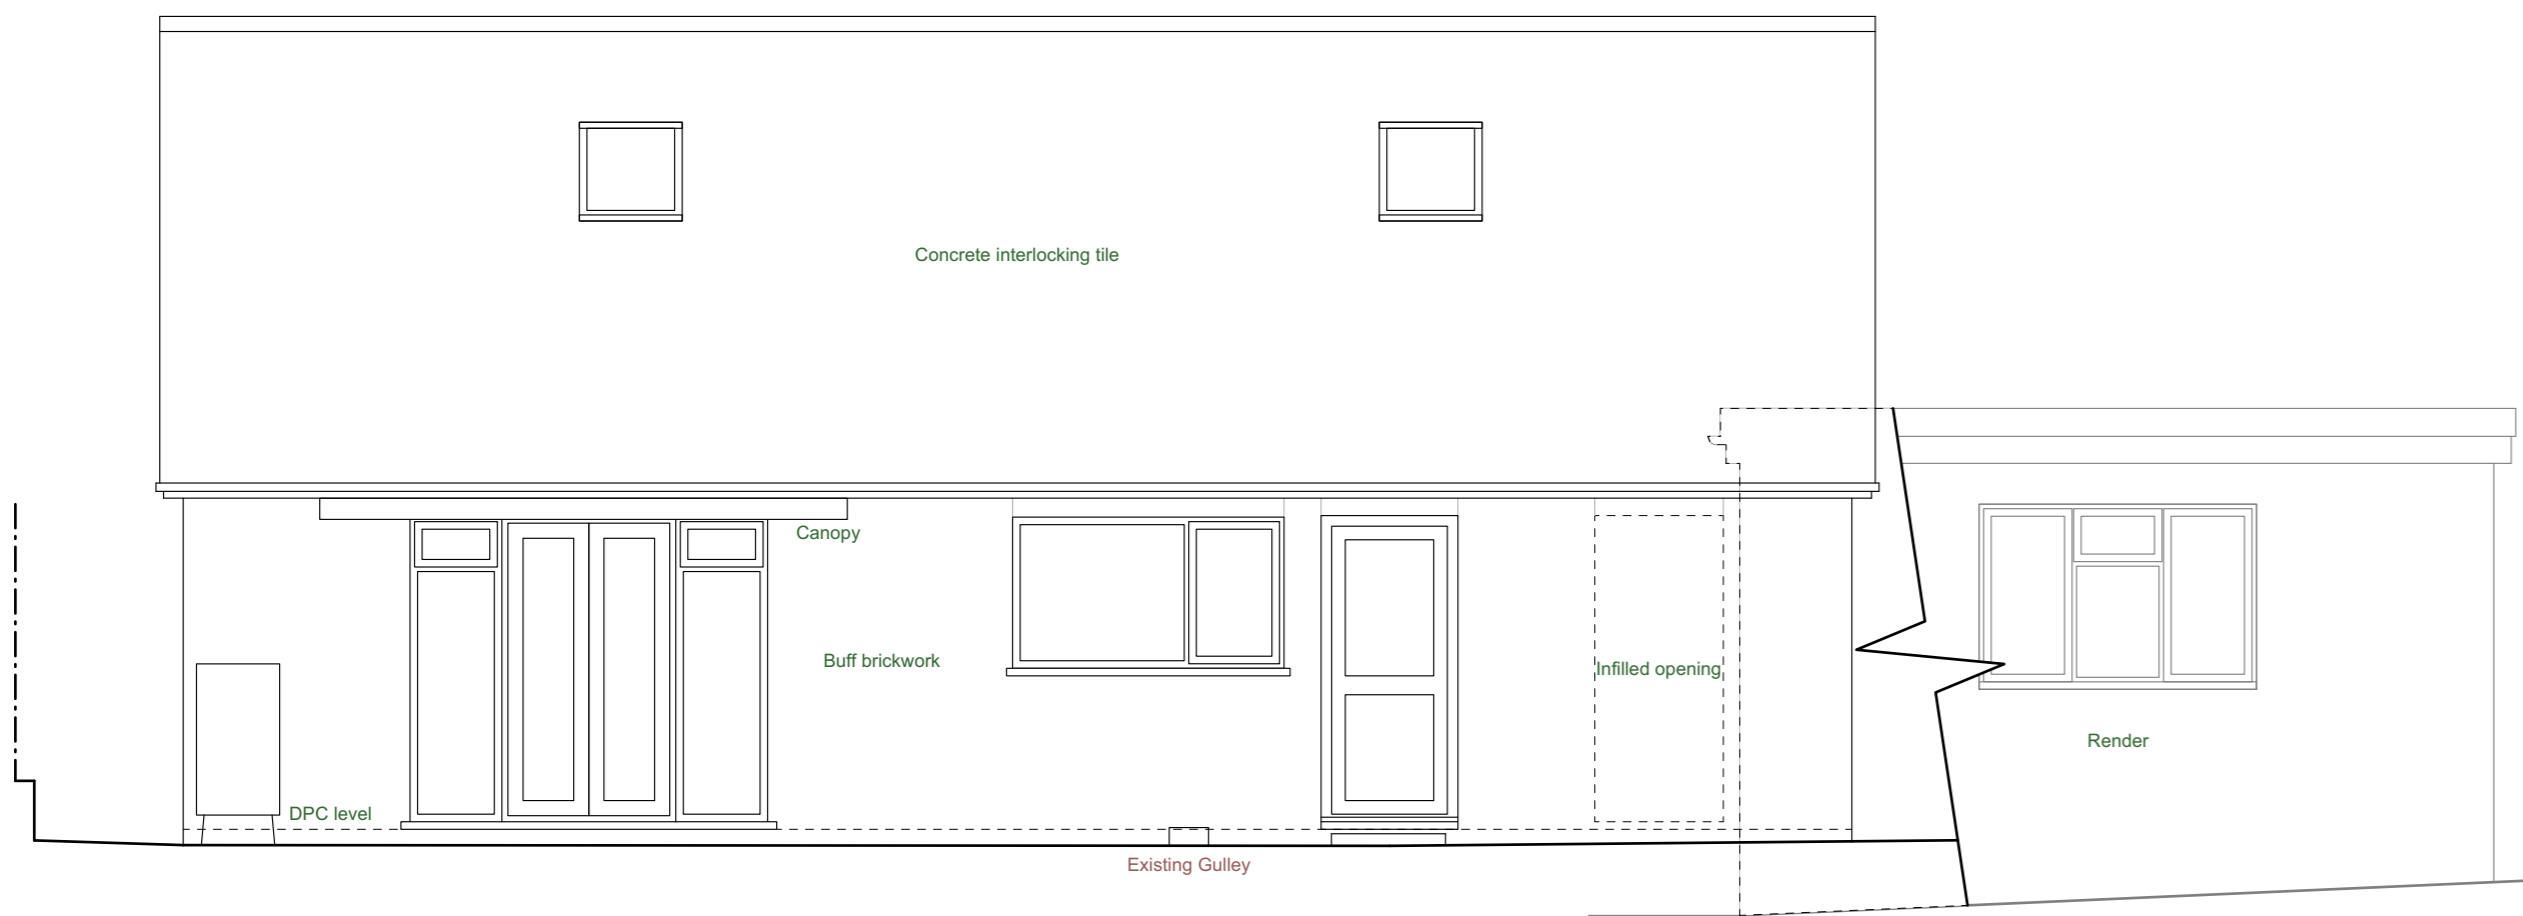 Concrete interlocking tile
Canopy
Buff brickwork
Infilled opening
Render
DPC level
Existing Gulley